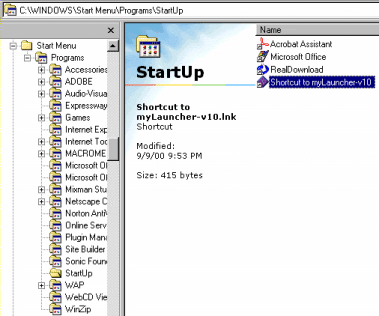 C:\WINDOWS\Start Menu\Programs\StartUp
Start Menu
Programs
Accessories
ADOBE
Audio-Visua
Expressway
Games
Internet Exp
Internet Too
MACROME
Microsoft Of
Microsoft Of
Mixman Stu
Netscape C
Norton AntiV
Online Serv
Plugin Mana
Site Builder
Sonic Foun
StartUp
WAP
WebCD View
WinZip
StartUp
Shortcut to
myLauncher-v10.lnk
Shortcut
Modified:
9/9/00 9:53 PM
Size: 415 bytes
Name
Acrobat Assistant
Microsoft Office
RealDownload
Shortcut to myLauncher-v10